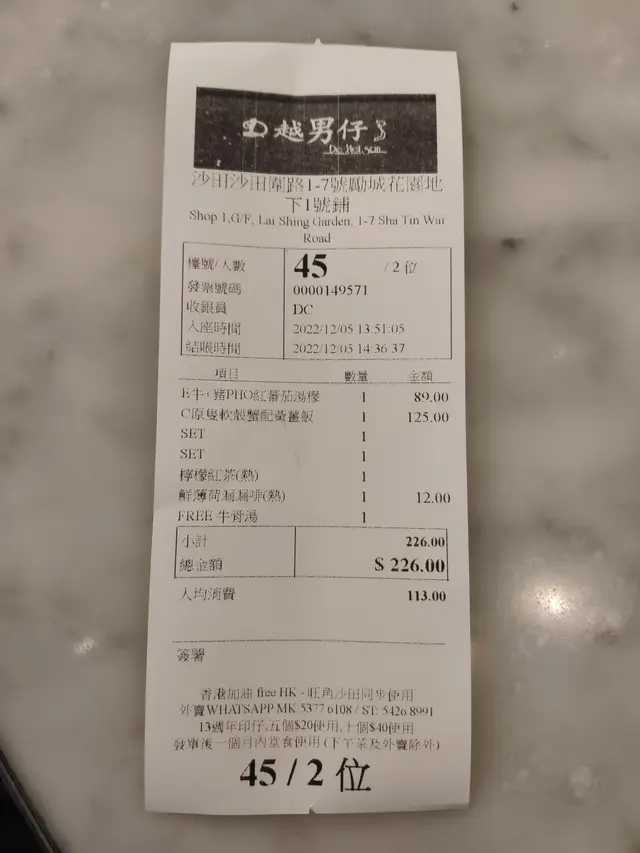 越男仔
沙田沙田圍路1-7號勵城花園地
下1號鋪
Shop 1,G/F, Lai Shing Garden, 1-7 Sha Tin Wai
Road
檯號/人數 45 / 2 位
發票號碼 0000149571
收銀員 DC
入座時間 2022/12/05 13:51:05
結賬時間 2022/12/05 14:36:37
項目 數量 金額
E牛,豬PHO紅蕃茄湯檬 1 89.00
C原隻軟殼蟹配黃薑飯 1 125.00
SET 1
SET 1
檸檬紅茶(熱) 1
鮮薄荷漏漏啡(熱) 1 12.00
FREE 牛骨湯 1
小計 226.00
總金額 $ 226.00
人均消費 113.00
簽署
香港加油 free HK - 旺角沙田同步使用
外賣WHATSAPP MK 5377 6108 / ST: 5426 8991
13週年印仔,五個$20使用,十個$40使用
發單後一個月內堂食使用 (下午茶及外賣除外)
45 / 2 位